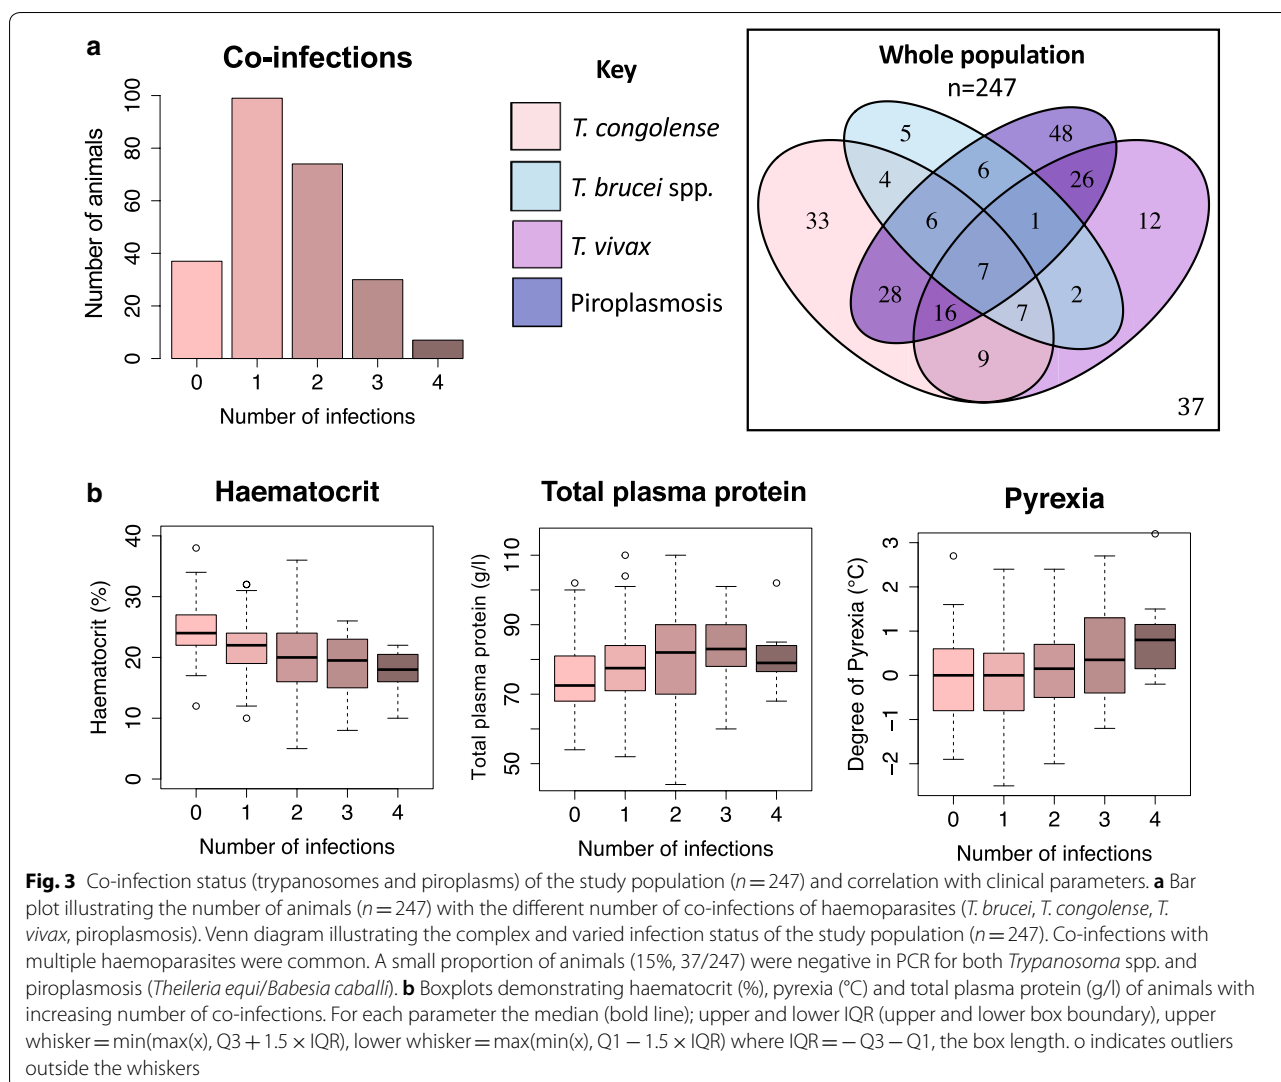 a
Co-infections
Number of animals
100
80
60
40
20
0
0 1 2 3 4
Number of infections
Key
T. congolense
T. brucei spp.
T. vivax
Piroplasmosis
Whole population
n=247
5 48
4 6 26
33 6 1 12
7
28 16 7 2
9
37
b
Haematocrit
Haematocrit (%)
40
30
20
10
0
0 1 2 3 4
Number of infections
Total plasma protein
Total plasma protein (g/l)
110
90
70
50
0 1 2 3 4
Number of infections
Pyrexia
Degree of Pyrexia (°C)
3
2
1
0
−1
−2
0 1 2 3 4
Number of infections
Fig. 3 Co-infection status (trypanosomes and piroplasms) of the study population (n = 247) and correlation with clinical parameters. a Bar
plot illustrating the number of animals (n = 247) with the different number of co-infections of haemoparasites (T. brucei, T. congolense, T.
vivax, piroplasmosis). Venn diagram illustrating the complex and varied infection status of the study population (n = 247). Co-infections with
multiple haemoparasites were common. A small proportion of animals (15%, 37/247) were negative in PCR for both Trypanosoma spp. and
piroplasmosis (Theileria equi/Babesia caballi). b Boxplots demonstrating haematocrit (%), pyrexia (°C) and total plasma protein (g/l) of animals with
increasing number of co-infections. For each parameter the median (bold line); upper and lower IQR (upper and lower box boundary), upper
whisker = min(max(x), Q3 + 1.5 × IQR), lower whisker = max(min(x), Q1 − 1.5 × IQR) where IQR = − Q3 − Q1, the box length. o indicates outliers
outside the whiskers